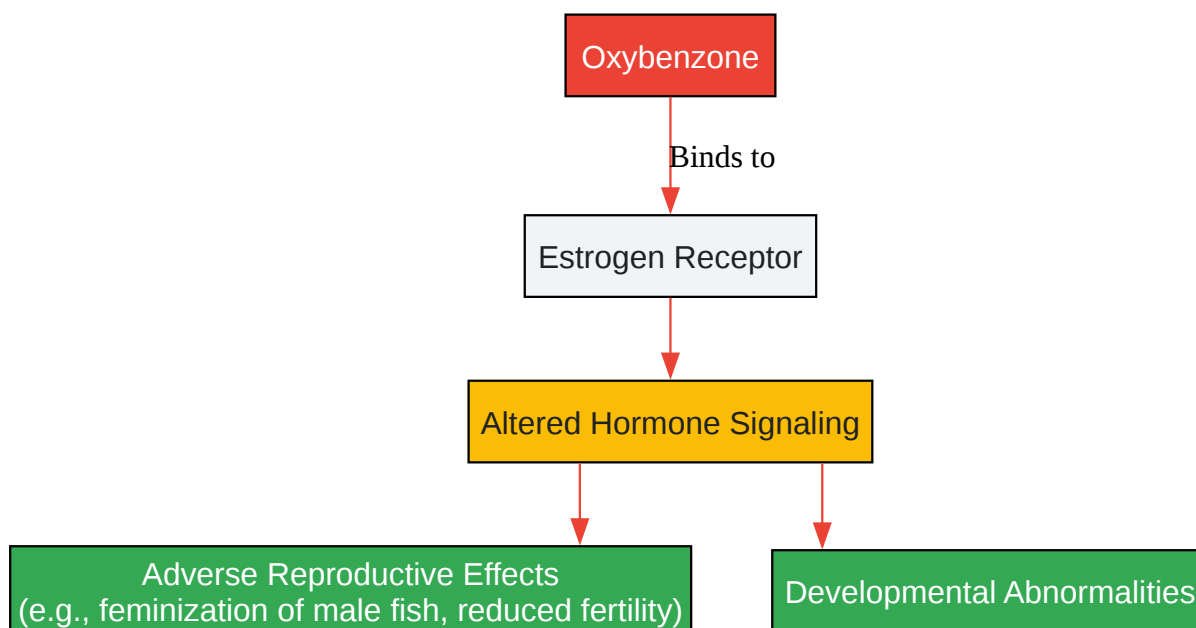 Oxybenzone
Binds to
Estrogen Receptor
Altered Hormone Signaling
Adverse Reproductive Effects
(e.g., feminization of male fish, reduced fertility)
Developmental Abnormalities